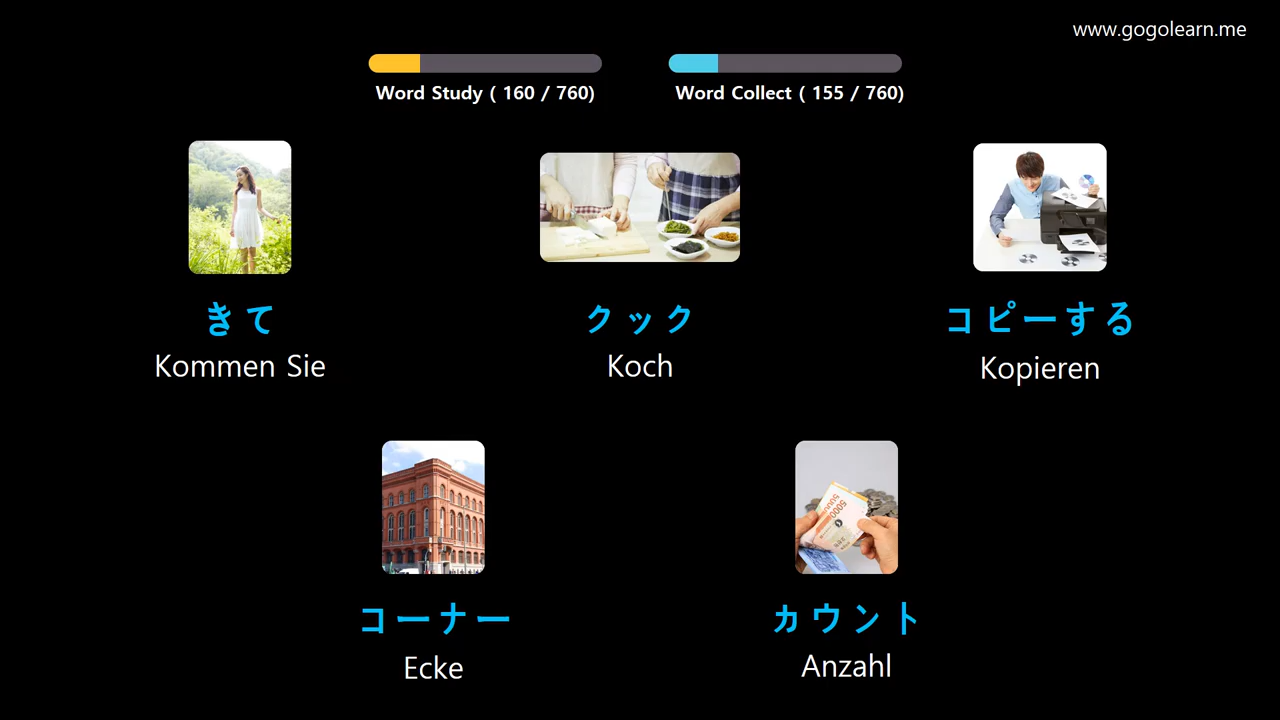 www.gogolearn.me
Word Study ( 160 / 760)
Word Collect ( 155 / 760)
きて
Kommen Sie
クック
Koch
コピーする
Kopieren
コーナー
Ecke
カウント
Anzahl